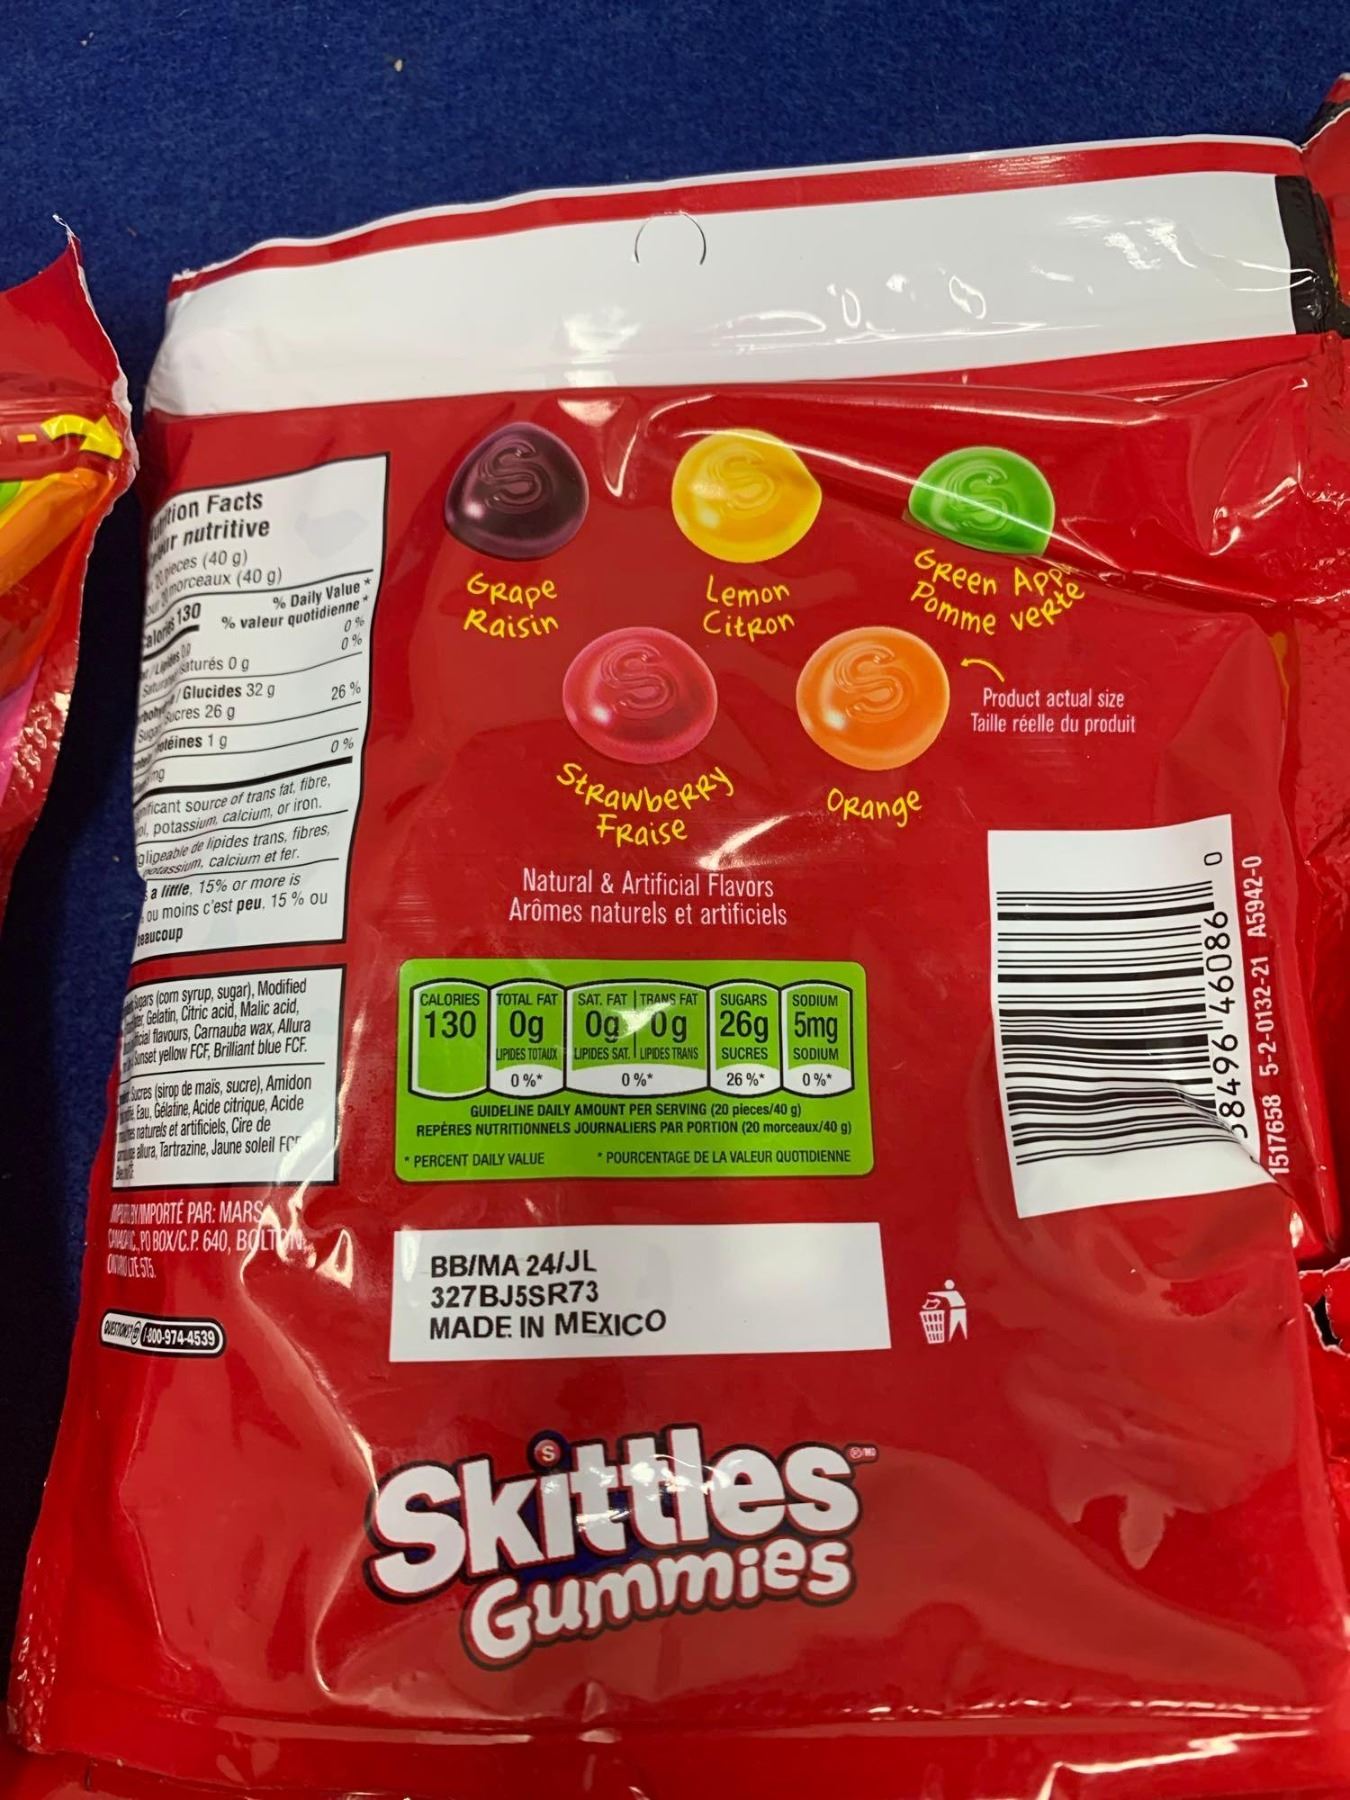 Facts
nutritive
pieces (40 g)
morceaux (40 g)
130
% Daily Value *
% valeur quotidienne *
0 %
0 %
saturés 0 g
/ Glucides 32 g 26 %
Sucres 26 g
1 g
0 %
source of trans fat, fibre,
potassium, calcium, or iron.
de lipides trans, fibres,
potassium, calcium et fer.
a little, 15% or more is
ou moins c'est peu, 15 % ou
(corn syrup, sugar), Modified
Gelatin, Citric acid, Malic acid,
flavours, Carnauba wax, Allura
Sunset yellow FCF, Brilliant blue FCF.
Sucres (sirop de maïs, sucre), Amidon
Eau, Gélatine, Acide citrique, Acide
naturels et artificiels, Cire de
allura, Tartrazine, Jaune soleil
IMPORTÉ PAR: MARS
PO BOX/C.P. 640, BOLTON,
QUESTIONS? 1-800-974-4539
Grape
Raisin
Lemon
Citron
Green
Pomme verte
Strawberry
Fraise
Orange
Product actual size
Taille réelle du produit
Natural & Artificial Flavors
Arômes naturels et artificiels
CALORIES
130
TOTAL FAT
0g
LIPIDES TOTAUX
0 %*
SAT. FAT TRANS FAT
0g 0g
LIPIDES SAT. LIPIDES TRANS
0 %*
SUGARS
26g
SUCRES
26 %*
SODIUM
5mg
SODIUM
0 %*
GUIDELINE DAILY AMOUNT PER SERVING (20 pieces/40 g)
REPÈRES NUTRITIONNELS JOURNALIERS PAR PORTION (20 morceaux/40 g)
* PERCENT DAILY VALUE * POURCENTAGE DE LA VALEUR QUOTIDIENNE
BB/MA 24/JL
327BJ5SR73
MADE IN MEXICO
58496 46086 0
1517658 5-2-0132-21 A5942-0
Skittles
Gummies